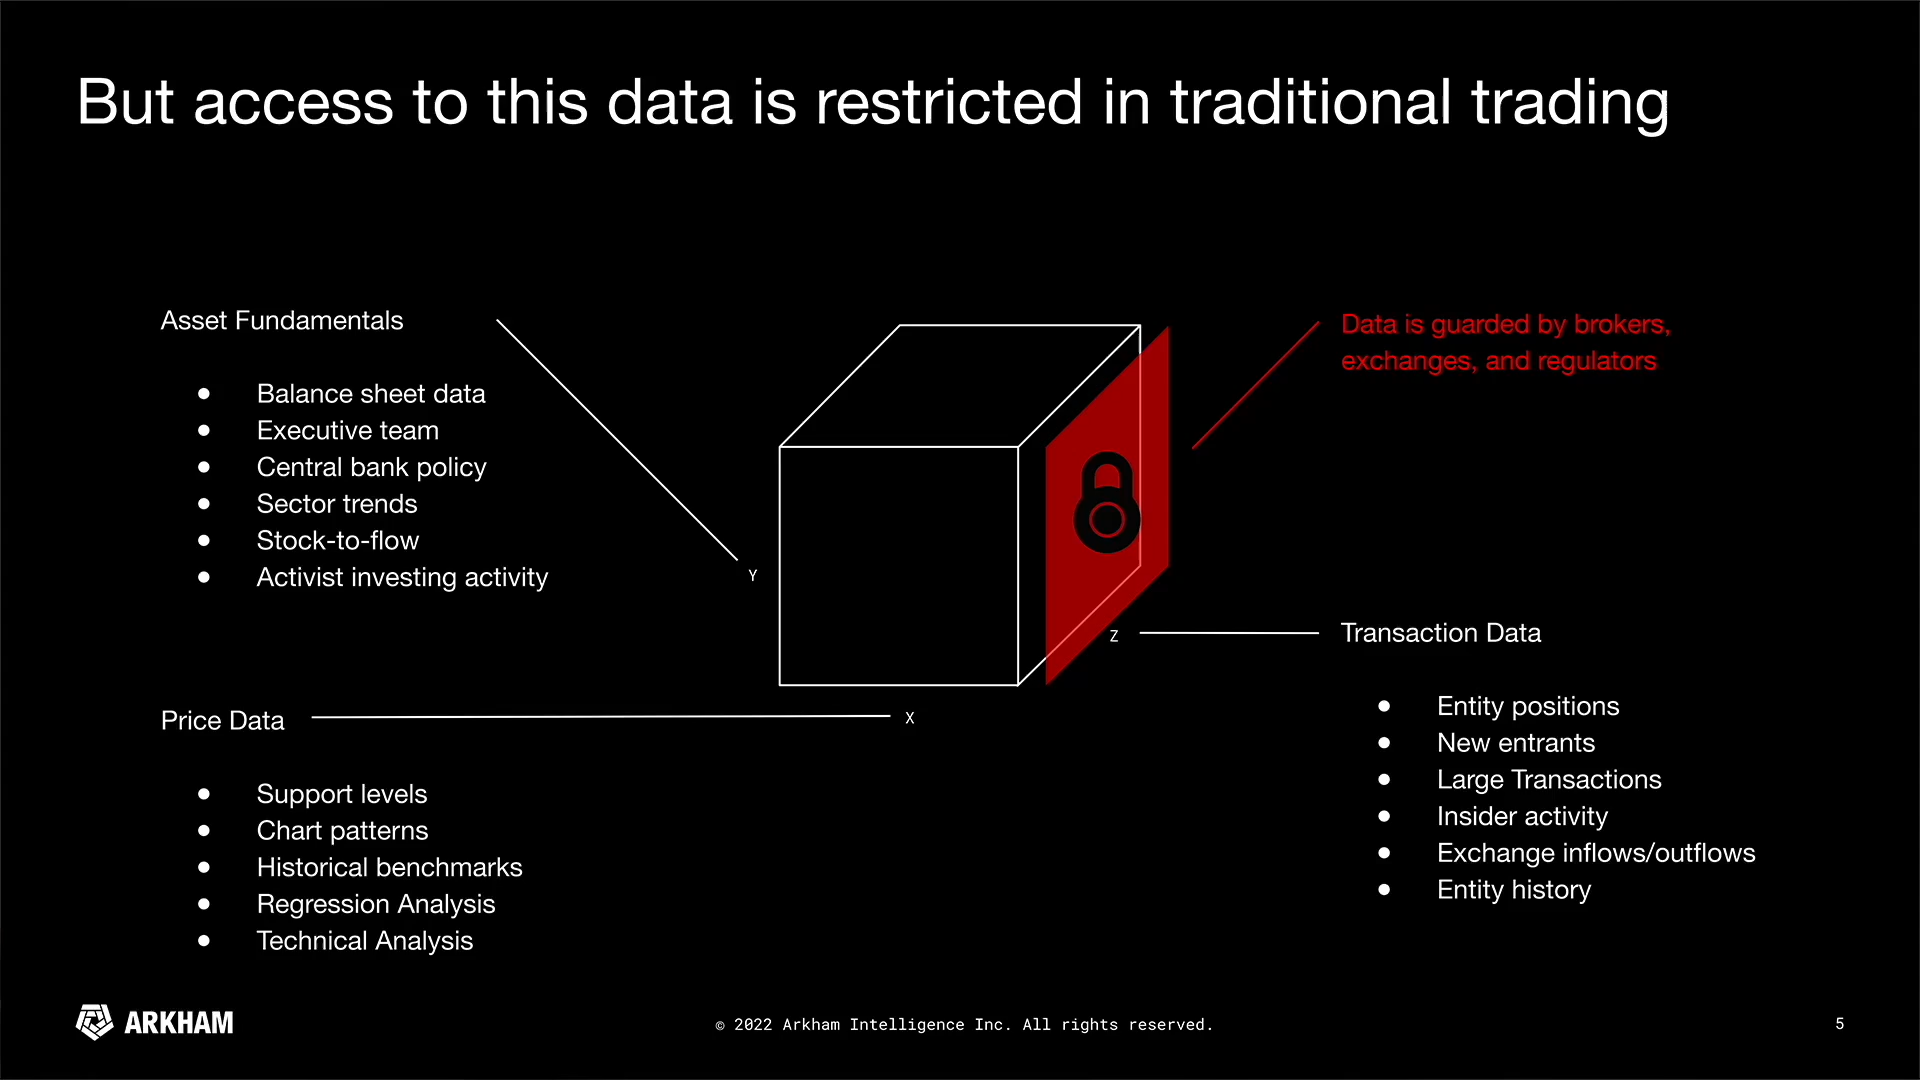 But access to this data is restricted in traditional trading
Asset Fundamentals
● Balance sheet data
● Executive team
● Central bank policy
● Sector trends
● Stock-to-flow
● Activist investing activity
Y
Data is guarded by brokers,
exchanges, and regulators
Z
Transaction Data
● Entity positions
● New entrants
● Large Transactions
● Insider activity
● Exchange inflows/outflows
● Entity history
Price Data
X
● Support levels
● Chart patterns
● Historical benchmarks
● Regression Analysis
● Technical Analysis
ARKHAM
© 2022 Arkham Intelligence Inc. All rights reserved.
5